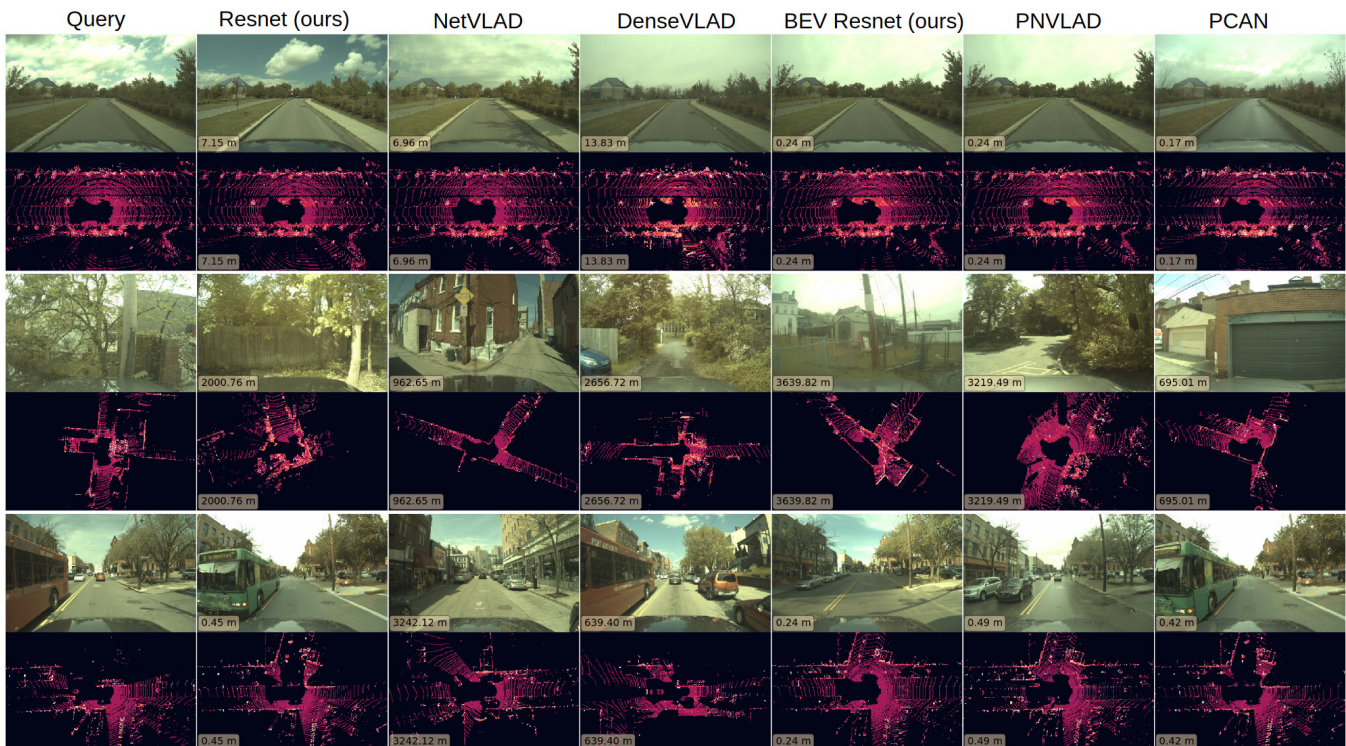 Query Resnet (ours) NetVLAD DenseVLAD BEV Resnet (ours) PNVLAD PCAN
7.15 m 6.96 m 13.83 m 0.24 m 0.24 m 0.17 m
7.15 m 6.96 m 13.83 m 0.24 m 0.24 m 0.17 m
2000.76 m 962.65 m 2656.72 m 3639.82 m 3219.49 m 695.01 m
2000.76 m 962.65 m 2656.72 m 3639.82 m 3219.49 m 695.01 m
0.45 m 3242.12 m 639.40 m 0.24 m 0.49 m 0.42 m
0.45 m 3242.12 m 639.40 m 0.24 m 0.49 m 0.42 m